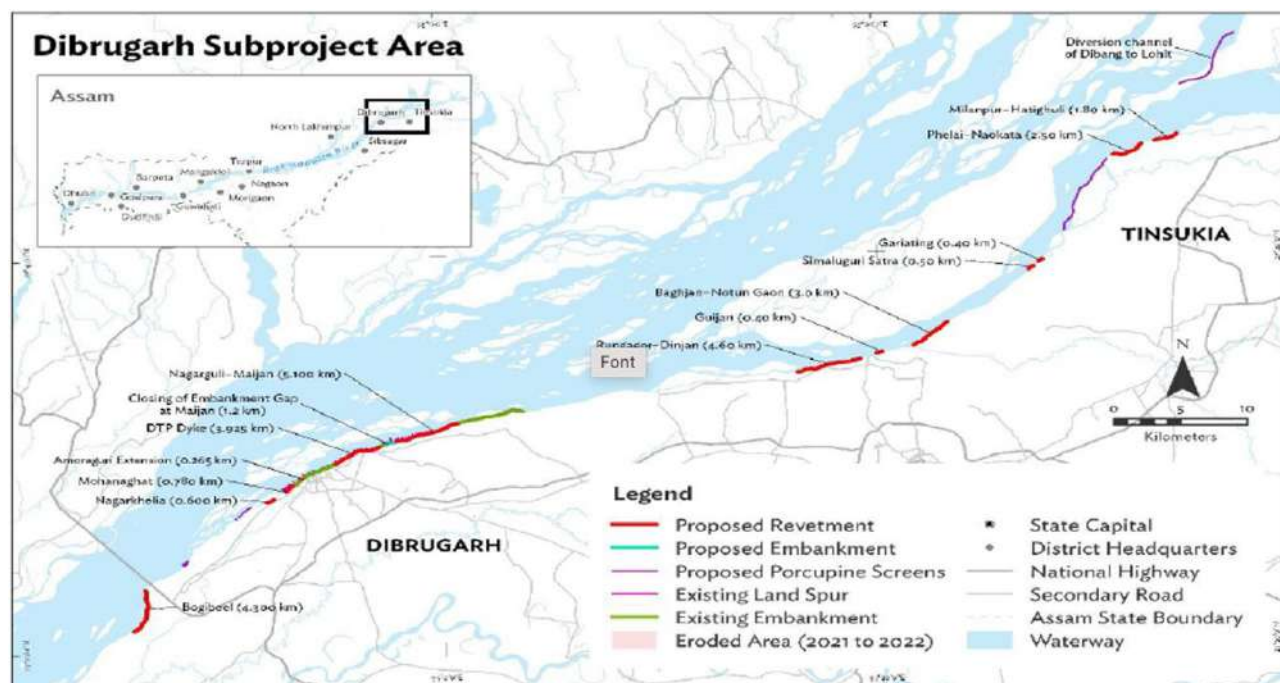 Dibrugarh Subproject Area
Assam
Dibrugarh
Tinsukia
North Lakhimpur
Sibsagar
Tezpur
Mangaldoi
Barpeta
Nagaon
Dhubri
Goalpara
Morigaon
Diversion channel
of Dibang to Lohit
Milanpur–Hatighuli (1.80 km)
Phelai–Naokata (2.50 km)
TINSUKIA
Gariating (0.40 km)
Simaluguri Satra (0.50 km)
Baghjan–Notun Gaon (3.0 km)
Guijan (0.40 km)
Rungagor–Dinjan (4.60 km)
Font
Nagarguli–Maijan (5.100 km)
Closing of Embankment Gap
at Maijan (1.2 km)
DTP Dyke (3.925 km)
Amoraguri Extension (0.265 km)
Mohanaghat (0.780 km)
Nagarkhelia (0.600 km)
DIBRUGARH
Bogibeel (4.300 km)
N
0 5 10
Kilometers
Legend
Proposed Revetment
Proposed Embankment
Proposed Porcupine Screens
Existing Land Spur
Existing Embankment
Eroded Area (2021 to 2022)
State Capital
District Headquarters
National Highway
Secondary Road
Assam State Boundary
Waterway